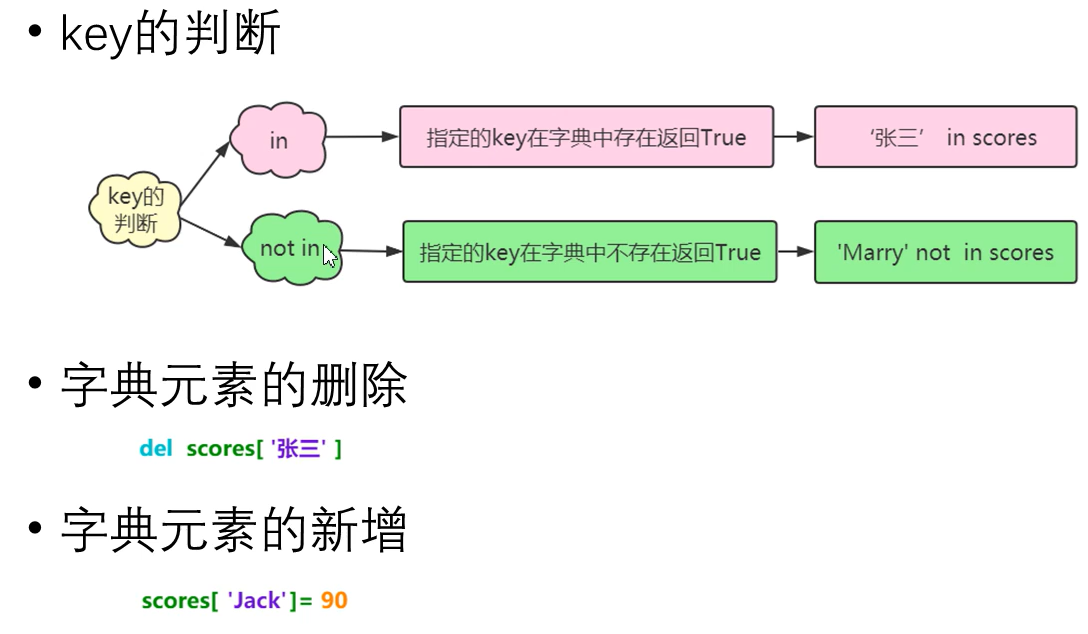 • key的判断
in
指定的key在字典中存在返回True
‘张三’ in scores
key的
判断
not in
指定的key在字典中不存在返回True
'Marry' not in scores
• 字典元素的删除
del scores[ '张三' ]
• 字典元素的新增
scores[ 'Jack']= 90